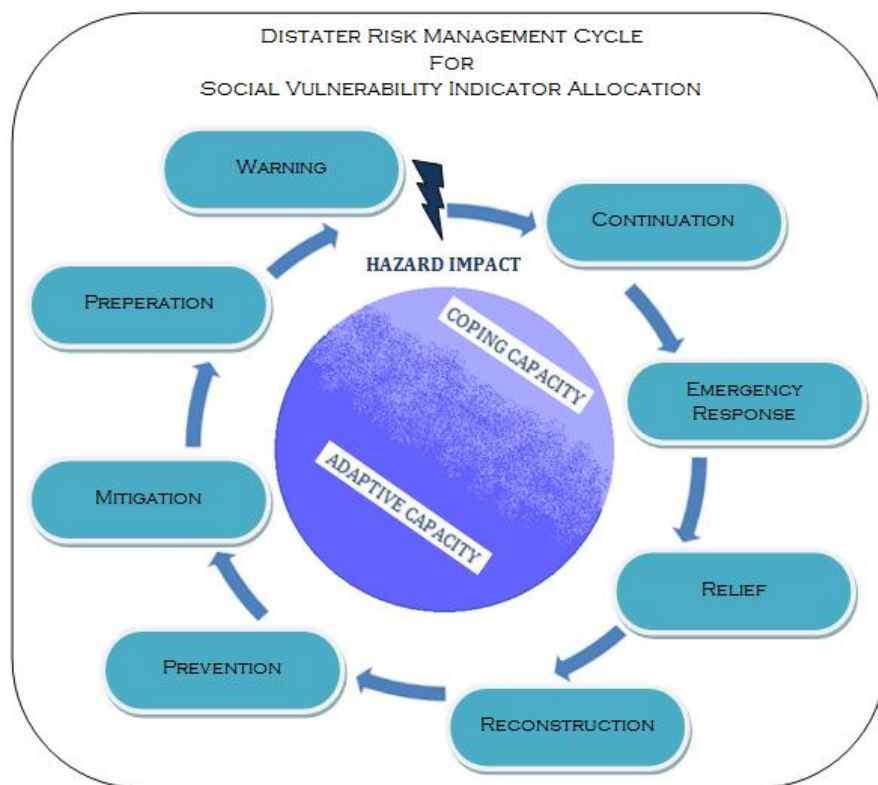 DISTATER RISK MANAGEMENT CYCLE
FOR
SOCIAL VULNERABILITY INDICATOR ALLOCATION
WARNING
HAZARD IMPACT
CONTINUATION
EMERGENCY
RESPONSE
RELIEF
RECONSTRUCTION
PREVENTION
MITIGATION
PREPERATION
COPING CAPACITY
ADAPTIVE CAPACITY